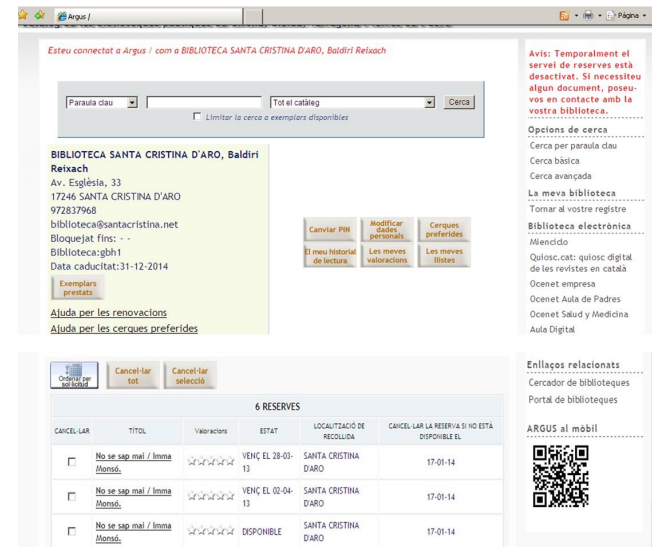 Argus /
Página
Esteu connectat a Argus / com a BIBLIOTECA SANTA CRISTINA D'ARO, Baldiri Reixach
Paraula clau
Tot el catàleg
Cerca
Limitar la cerca a exemplars disponibles
BIBLIOTECA SANTA CRISTINA D'ARO, Baldiri
Reixach
Av. Esglèsia, 33
17246 SANTA CRISTINA D'ARO
972837968
biblioteca@santacristina.net
Bloquejat fins: - -
Biblioteca:gbh1
Data caducitat:31-12-2014
Exemplars
prestats
Ajuda per les renovacions
Ajuda per les cerques preferides
Canviar PIN
Modificar
dades
personals
Cerques
preferides
El meu historial
de lectura
Les meves
valoracions
Les meves
llistes
Avís: Temporalment el
servei de reserves està
desactivat. Si necessiteu
algun document, poseu-
vos en contacte amb la
vostra biblioteca.
Opcions de cerca
Cerca per paraula clau
Cerca bàsica
Cerca avançada
La meva biblioteca
Tornar al vostre registre
Biblioteca electrònica
Quiosc.cat: quiosc digital
de les revistes en català
Ocenet empresa
Ocenet Aula de Padres
Ocenet Salud y Medicina
Aula Digital
Ordenar per
sol·licitud
Cancel·lar
tot
Cancel·lar
selecció
6 RESERVES
CANCEL·LAR
TÍTOL
Valoracions
ESTAT
LOCALITZACIÓ DE
RECOLLIDA
CANCEL·LAR LA RESERVA SI NO ESTÀ
DISPONIBLE EL
No se sap mai / Imma
Monsó.
VENÇ EL 28-03-
13
SANTA CRISTINA
D'ARO
17-01-14
No se sap mai / Imma
Monsó.
VENÇ EL 02-04-
13
SANTA CRISTINA
D'ARO
17-01-14
No se sap mai / Imma
Monsó.
DISPONIBLE
SANTA CRISTINA
D'ARO
17-01-14
Enllaços relacionats
Cercador de biblioteques
Portal de biblioteques
ARGUS al mòbil